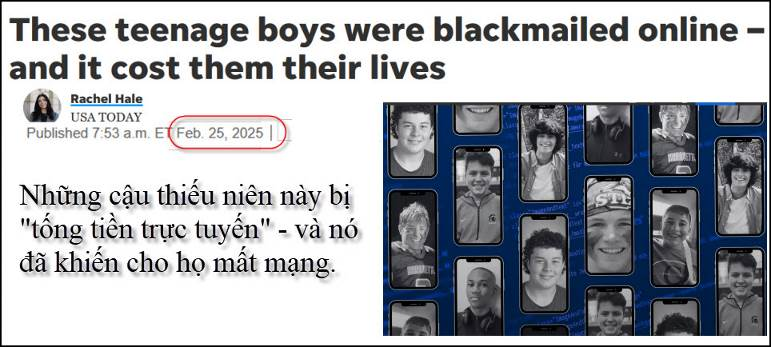 These teenage boys were blackmailed online –
and it cost them their lives
Rachel Hale
USA TODAY
Published 7:53 a.m. ET Feb. 25, 2025
Những cậu thiếu niên này bị
"tống tiền trực tuyến" - và nó
đã khiến cho họ mất mạng.